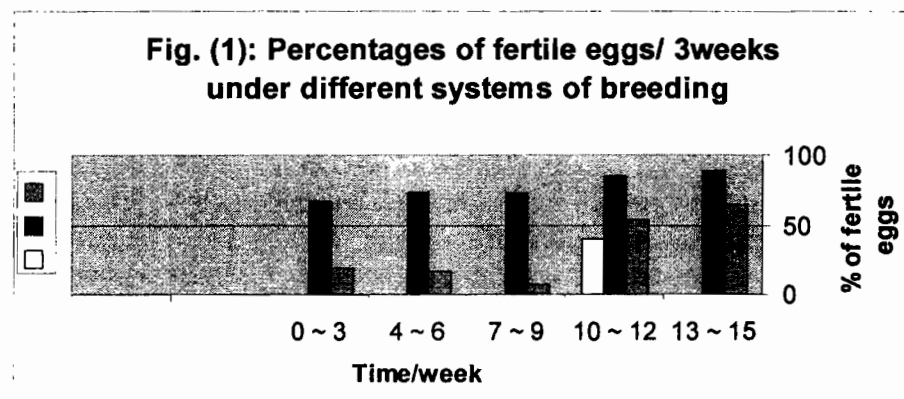 Fig. (1): Percentages of fertile eggs/ 3weeks
under different systems of breeding
100
50
0
% of fertile
eggs
0 ~ 3 4 ~ 6 7 ~ 9 10 ~ 12 13 ~ 15
Time/week